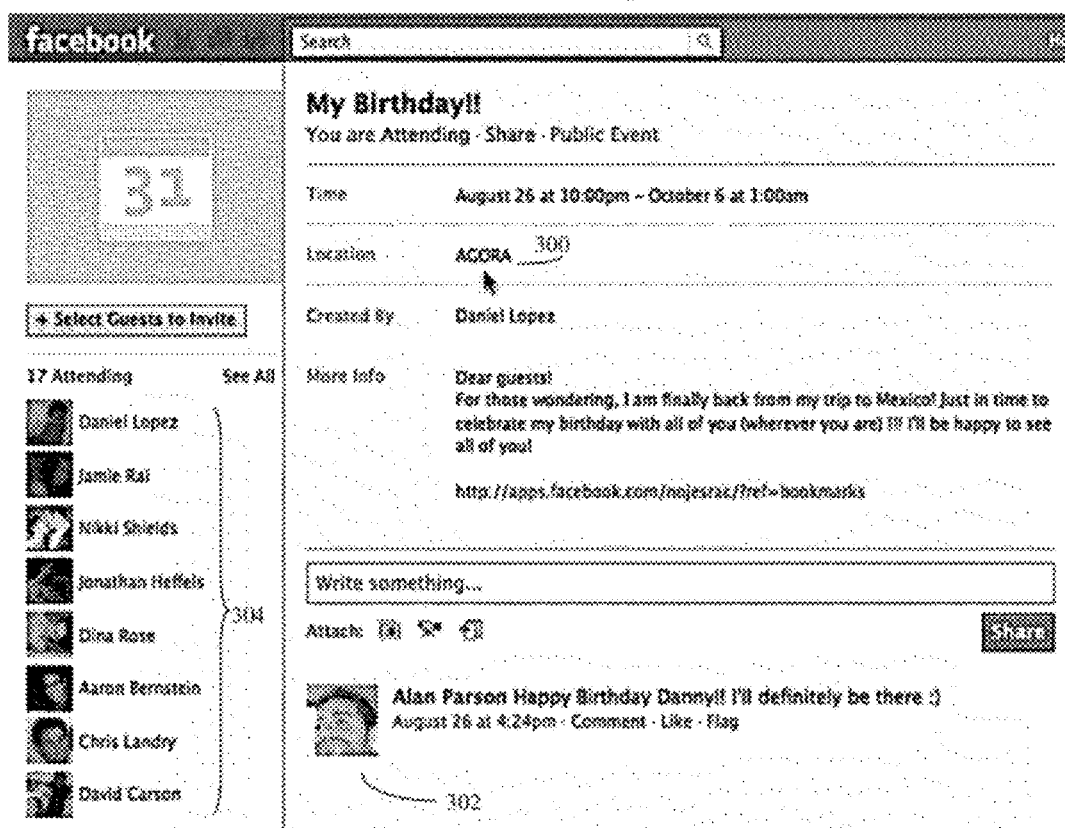 facebook
Search
My Birthday!!
You are Attending · Share · Public Event
31
Time August 26 at 10:00pm ~ October 6 at 1:00am
Location AGORA 300
+ Select Guests to Invite
Created By Daniel Lopez
17 Attending See All
More Info Dear guests!
For those wondering, I am finally back from my trip to Mexico! Just in time to
celebrate my birthday with all of you (wherever you are) !!! I'll be happy to see
all of you!
http://apps.facebook.com/nojesrae/?ref=bookmarks
Daniel Lopez
Jamie Rai
Nikki Shields
Jonathan Heffels
Dina Rose
Aaron Bernstein
Chris Landry
David Carson
304
Write something...
Attach: Share
Alan Parson Happy Birthday Danny!! I'll definitely be there :)
August 26 at 4:24pm · Comment · Like · Flag
302